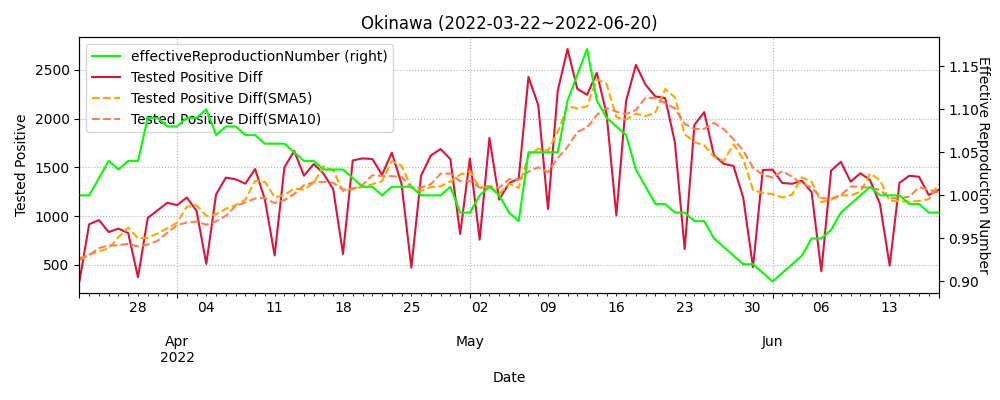 Okinawa (2022-03-22~2022-06-20)
effectiveReproductionNumber (right)
Tested Positive Diff
Tested Positive Diff(SMA5)
Tested Positive Diff(SMA10)
Tested Positive
2500
2000
1500
1000
500
1.15
1.10
1.05
1.00
0.95
0.90
Effective Reproduction Number
28 04 11 18 25 02 09 16 23 30 06 13
Apr May Jun
2022
Date